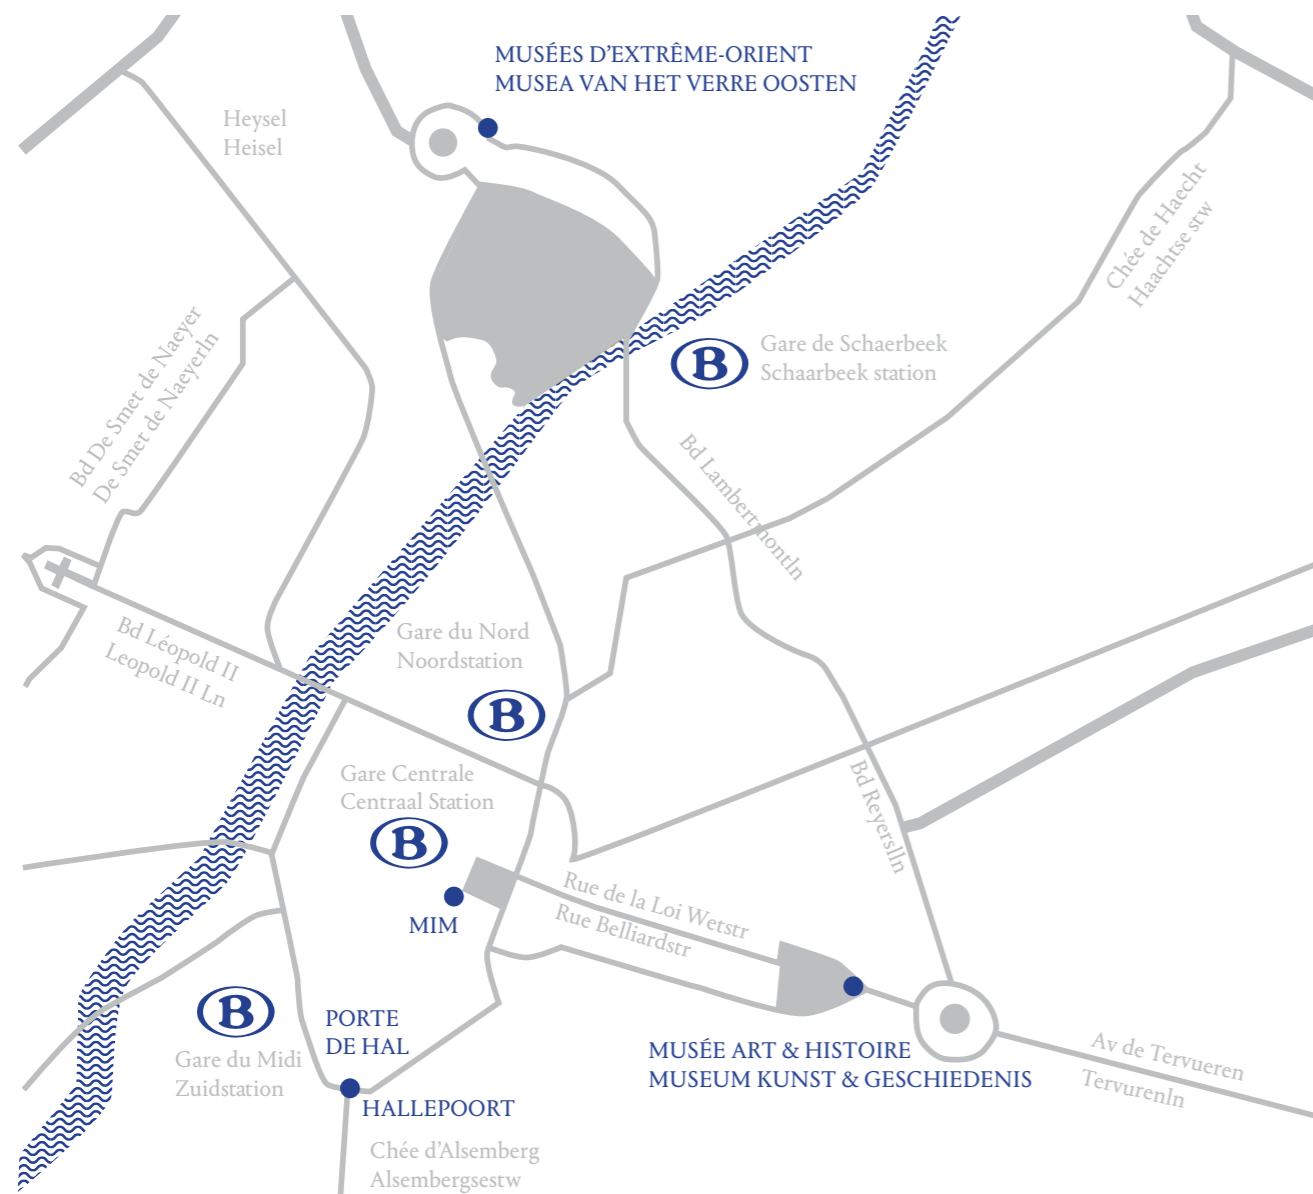 MUSÉES D'EXTRÊME-ORIENT
MUSEA VAN HET VERRE OOSTEN
Heysel
Heisel
Chée de Haecht
Haachtse stw
Bd De Smet de Naeyer
De Smet de Naeyerln
B
Gare de Schaerbeek
Schaarbeek station
Bd Lambertmontln
Bd Léopold II
Leopold II Ln
Gare du Nord
Noordstation
B
Gare Centrale
Centraal Station
B
Bd Reyerslln
MIM
Rue de la Loi Wetstr
Rue Belliardstr
B
Gare du Midi
Zuidstation
PORTE
DE HAL
HALLEPOORT
MUSÉE ART & HISTOIRE
MUSEUM KUNST & GESCHIEDENIS
Av de Tervueren
Tervurenln
Chée d'Alsemberg
Alsembergsestw